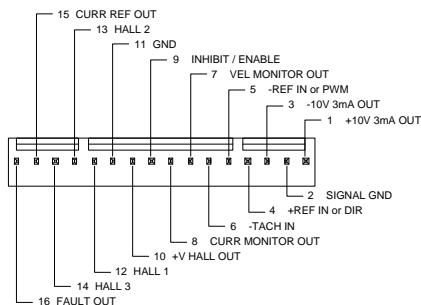 15 CURR REF OUT
13 HALL 2
11 GND
9 INHIBIT / ENABLE
7 VEL MONITOR OUT
5 -REF IN or PWM
3 -10V 3mA OUT
1 +10V 3mA OUT
2 SIGNAL GND
4 +REF IN or DIR
6 -TACH IN
8 CURR MONITOR OUT
10 +V HALL OUT
12 HALL 1
14 HALL 3
16 FAULT OUT